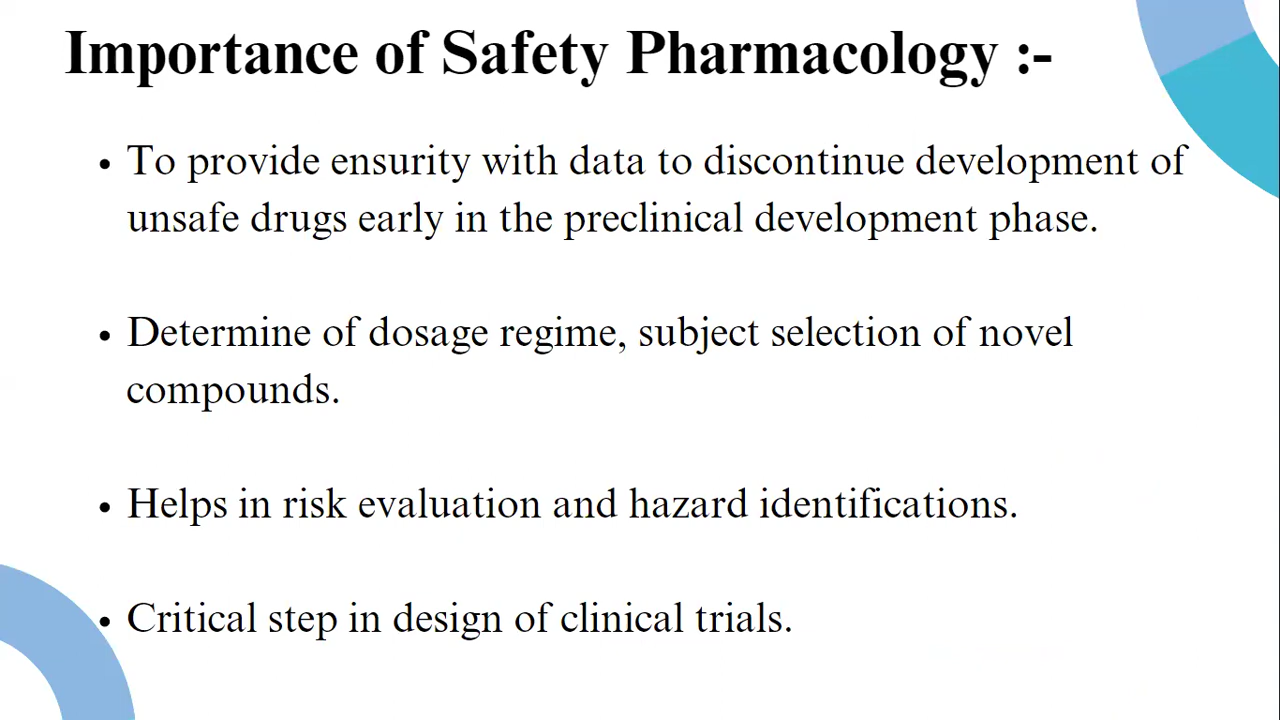 Importance of Safety Pharmacology :-
• To provide ensurity with data to discontinue development of
unsafe drugs early in the preclinical development phase.
• Determine of dosage regime, subject selection of novel
compounds.
• Helps in risk evaluation and hazard identifications.
• Critical step in design of clinical trials.